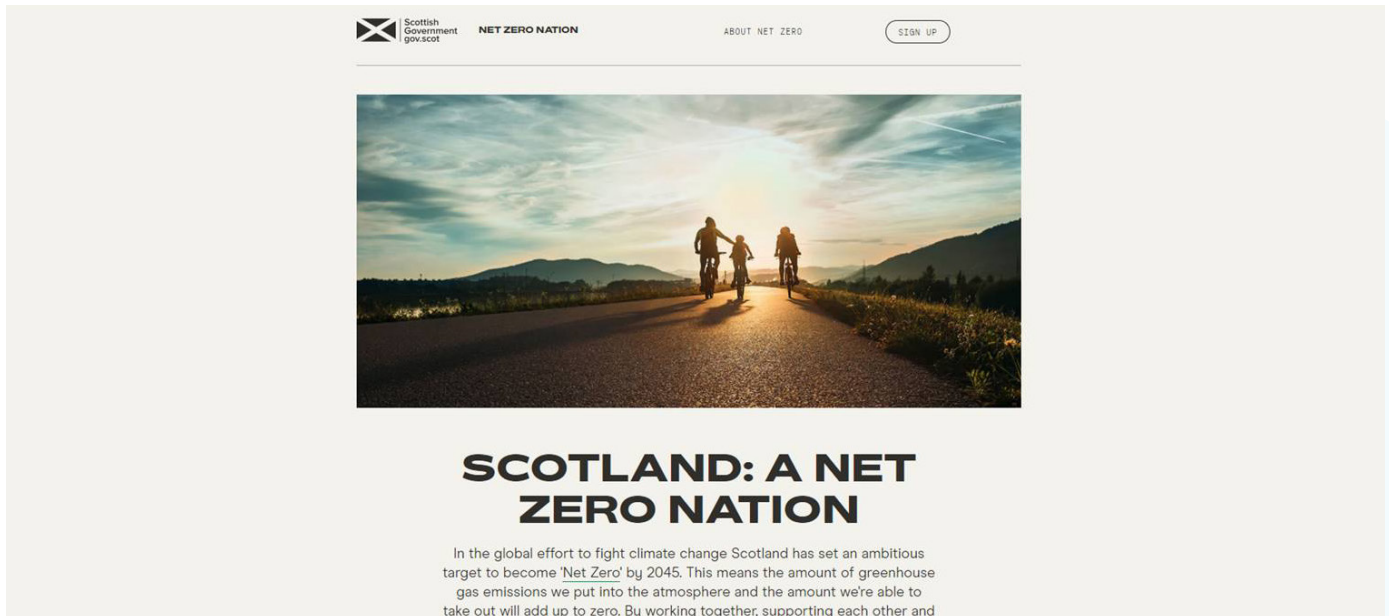 Scottish
Government
gov.scot
NET ZERO NATION
ABOUT NET ZERO
SIGN UP
SCOTLAND: A NET
ZERO NATION
In the global effort to fight climate change Scotland has set an ambitious
target to become 'Net Zero' by 2045. This means the amount of greenhouse
gas emissions we put into the atmosphere and the amount we're able to
take out will add up to zero. By working together, supporting each other and